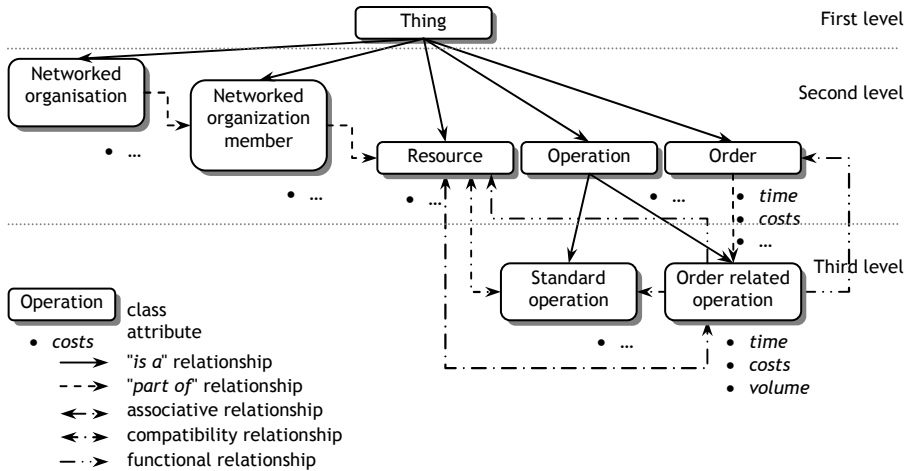 Thing
First level
Networked
organisation
Networked
organization
member
Second level
Resource
Operation
Order
• ...
• ...
• ...
• ...
• time
• costs
• ...
Third level
Standard
operation
Order related
operation
• ...
• time
• costs
• volume
Operation
class
attribute
• costs
"is a" relationship
"part of" relationship
associative relationship
compatibility relationship
functional relationship